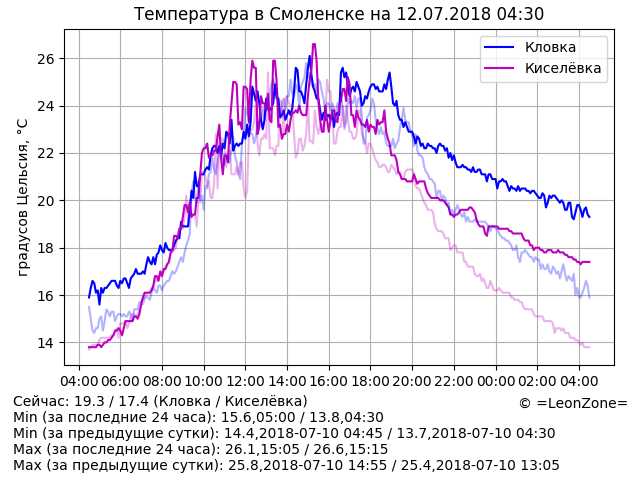 Температура в Смоленске на 12.07.2018 04:30
градусов Цельсия, °C
26
24
22
20
18
16
14
Кловка
Киселёвка
04:00 06:00 08:00 10:00 12:00 14:00 16:00 18:00 20:00 22:00 00:00 02:00 04:00
Сейчас: 19.3 / 17.4 (Кловка / Киселёвка)
© =LeonZone=
Min (за последние 24 часа): 15.6,05:00 / 13.8,04:30
Min (за предыдущие сутки): 14.4,2018-07-10 04:45 / 13.7,2018-07-10 04:30
Max (за последние 24 часа): 26.1,15:05 / 26.6,15:15
Max (за предыдущие сутки): 25.8,2018-07-10 14:55 / 25.4,2018-07-10 13:05